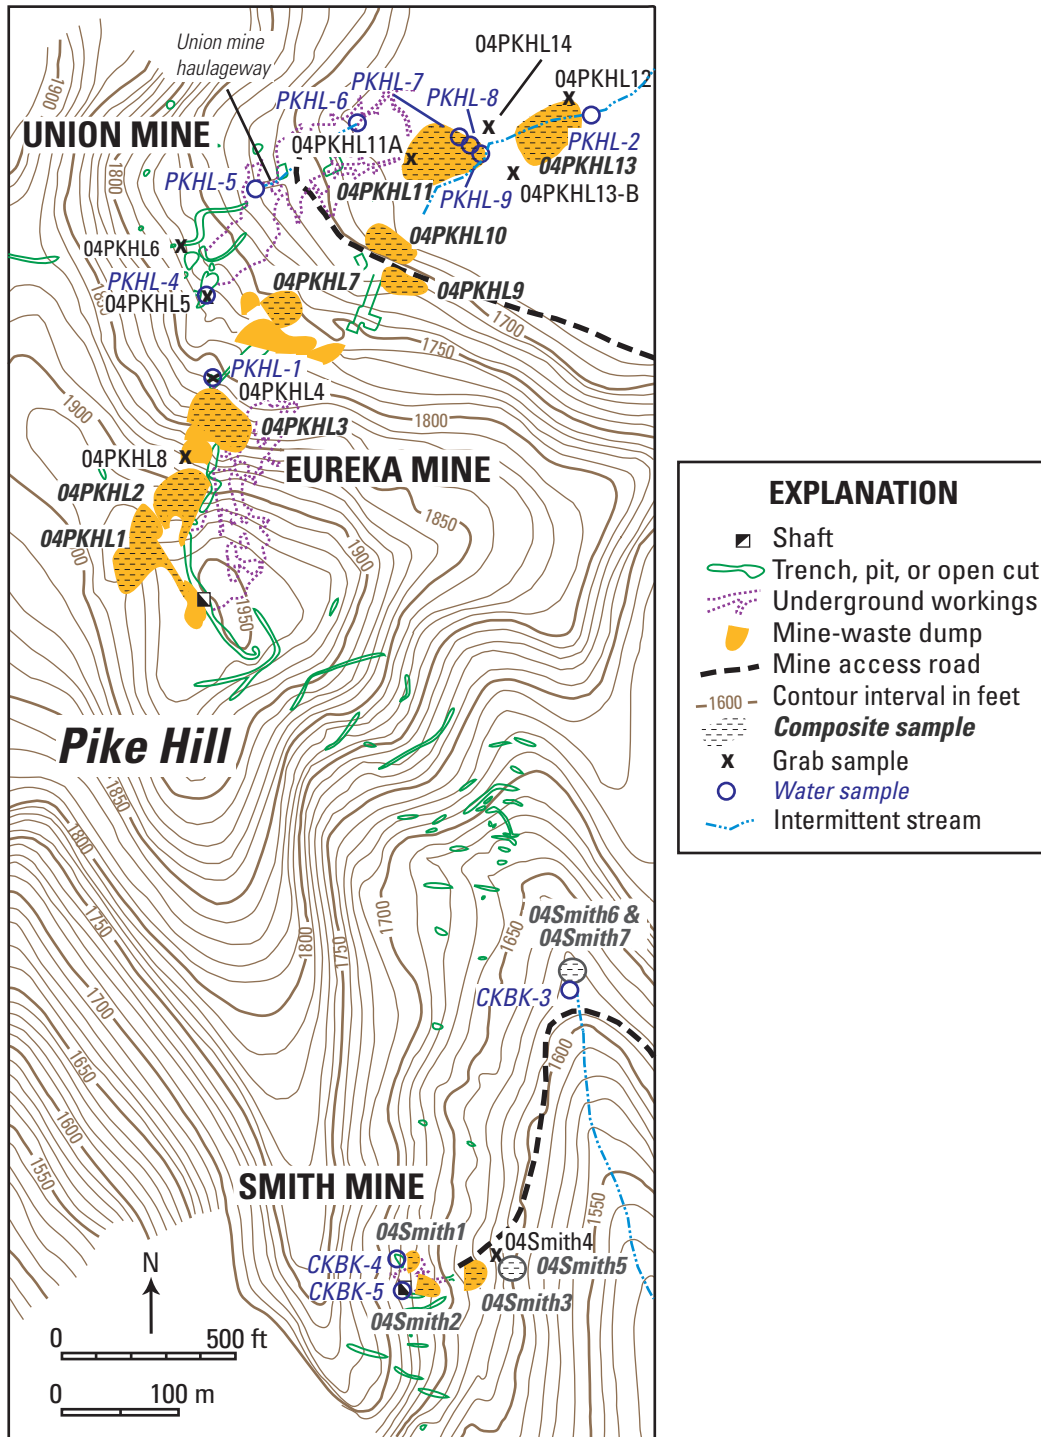 Union mine
haulageway
04PKHL14
PKHL-7
04PKHL12
PKHL-6
PKHL-8
1900
UNION MINE
04PKHL11A
PKHL-2
04PKHL13
1800
PKHL-5
04PKHL11
PKHL-9
04PKHL13-B
04PKHL10
04PKHL6
PKHL-4
04PKHL7
04PKHL9
04PKHL5
1700
1750
PKHL-1
04PKHL4
1900
1800
04PKHL3
04PKHL8
EUREKA MINE
04PKHL2
1850
04PKHL1
1900
1950
EXPLANATION
Shaft
Trench, pit, or open cut
Underground workings
Mine-waste dump
Mine access road
1600
Contour interval in feet
Composite sample
Grab sample
Water sample
Intermittent stream
Pike Hill
1850
1800
1750
1700
1650
1600
1550
1800
1750
1700
1650
04Smith6 &
04Smith7
CKBK-3
1600
1550
SMITH MINE
04Smith1
04Smith4
CKBK-4
04Smith5
CKBK-5
04Smith3
04Smith2
N
0 500 ft
0 100 m